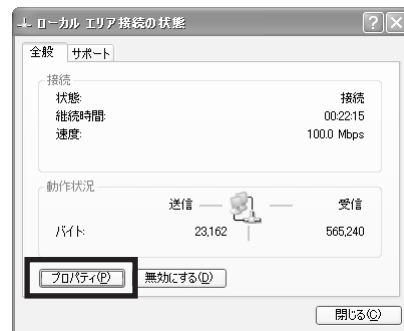 ローカル エリア接続の状態
全般 サポート
接続
状態: 接続
継続時間: 00:22:15
速度: 100.0 Mbps
動作状況
送信 受信
バイト: 23,162 565,240
プロパティ(P) 無効にする(D)
閉じる(C)